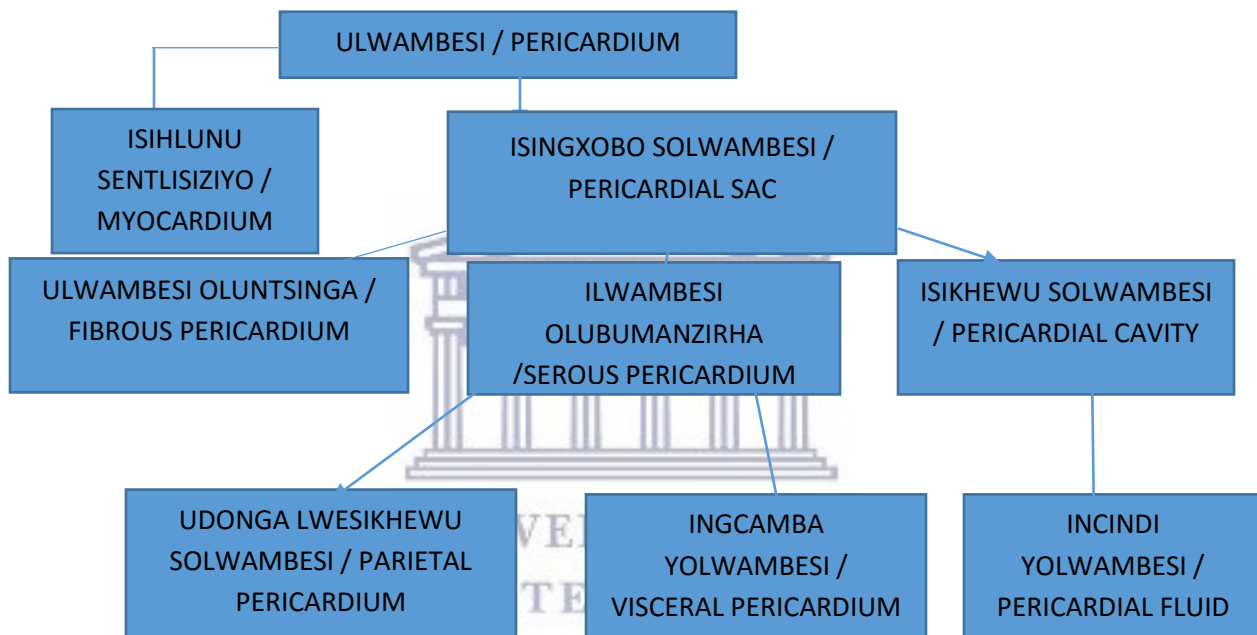 ULWAMBESI / PERICARDIUM
ISIHLUNU
SENTLISIZIYO /
MYOCARDIUM
ISINGXOBO SOLWAMBESI /
PERICARDIAL SAC
ULWAMBESI OLUNTSINGA /
FIBROUS PERICARDIUM
ILWAMBESI
OLUBUMANZIRHA
/SEROUS PERICARDIUM
ISIKHEWU SOLWAMBESI
/ PERICARDIAL CAVITY
UDONGA LWESIKHEWU
SOLWAMBESI / PARIETAL
PERICARDIUM
INGCAMBA
YOLWAMBESI /
VISCERAL PERICARDIUM
INCINDI
YOLWAMBESI /
PERICARDIAL FLUID